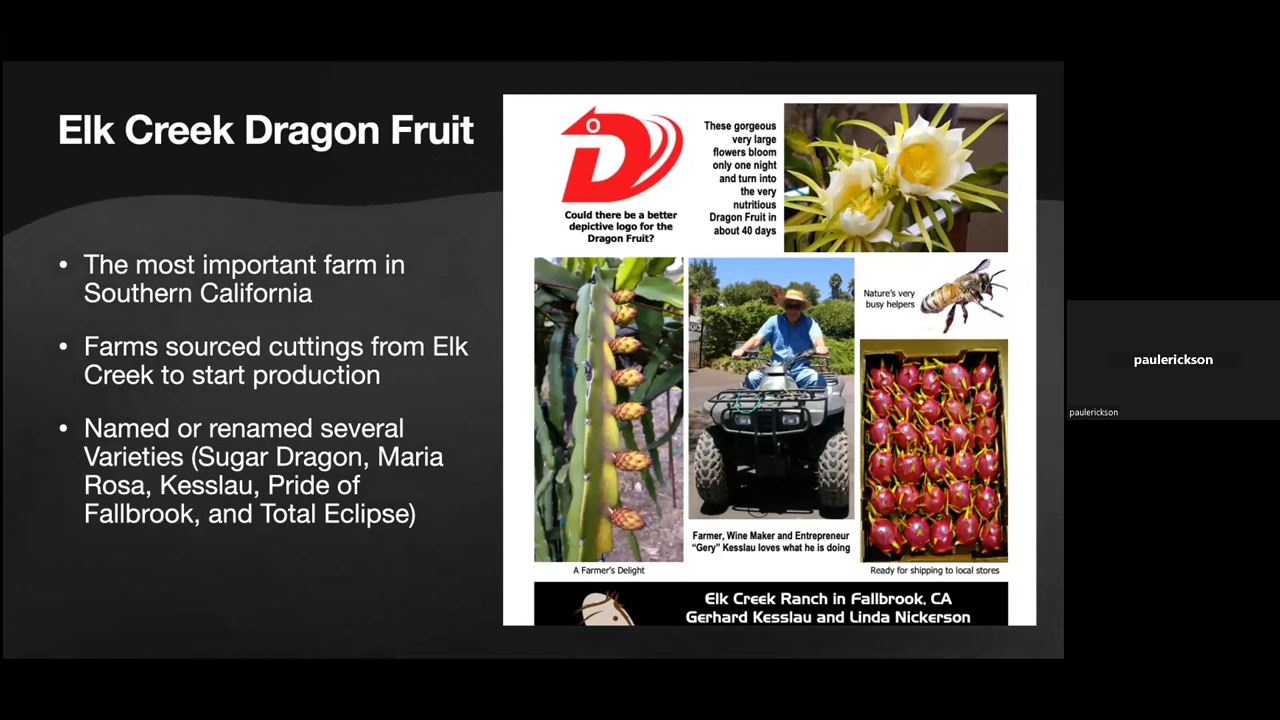 Elk Creek Dragon Fruit
• The most important farm in
Southern California
• Farms sourced cuttings from Elk
Creek to start production
• Named or renamed several
Varieties (Sugar Dragon, Maria
Rosa, Kesslau, Pride of
Fallbrook, and Total Eclipse)
D
Could there be a better
depictive logo for the
Dragon Fruit?
These gorgeous
very large
flowers bloom
only one night
and turn into
the very
nutritious
Dragon Fruit in
about 40 days
Nature's very
busy helpers
A Farmer's Delight
Farmer, Wine Maker and Entrepreneur
“Gery” Kesslau loves what he is doing
Ready for shipping to local stores
Elk Creek Ranch in Fallbrook, CA
Gerhard Kesslau and Linda Nickerson
paulerickson
paulerickson